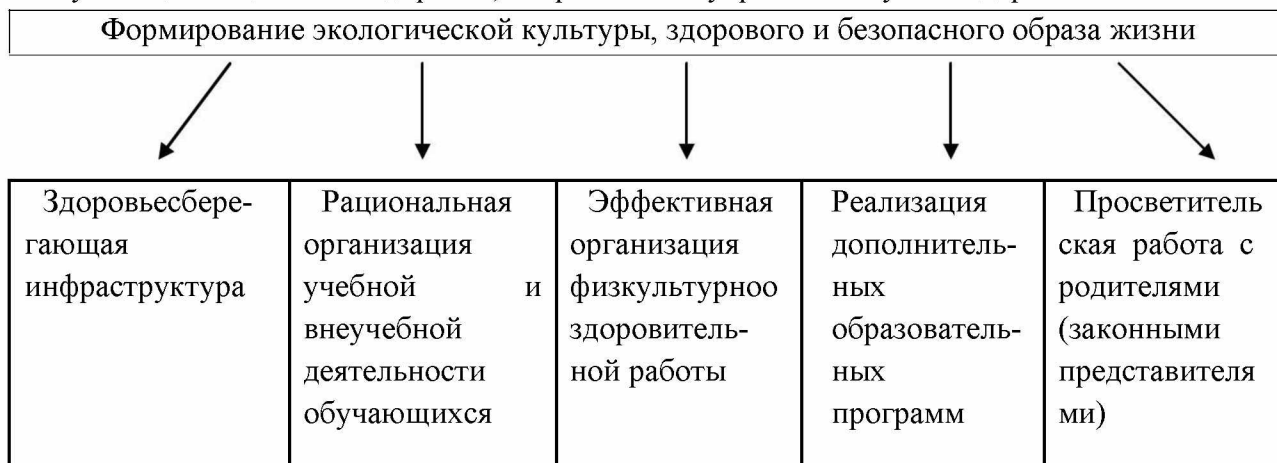 Формирование экологической культуры, здорового и безопасного образа жизни
Здоровьесбере-
гающая
инфраструктура
Рациональная
организация
учебной и
внеучебной
деятельности
обучающихся
Эффективная
организация
физкультурноо
здоровитель-
ной работы
Реализация
дополнитель-
ных
образователь-
ных
программ
Просветитель
ская работа с
родителями
(законными
представителя
ми)